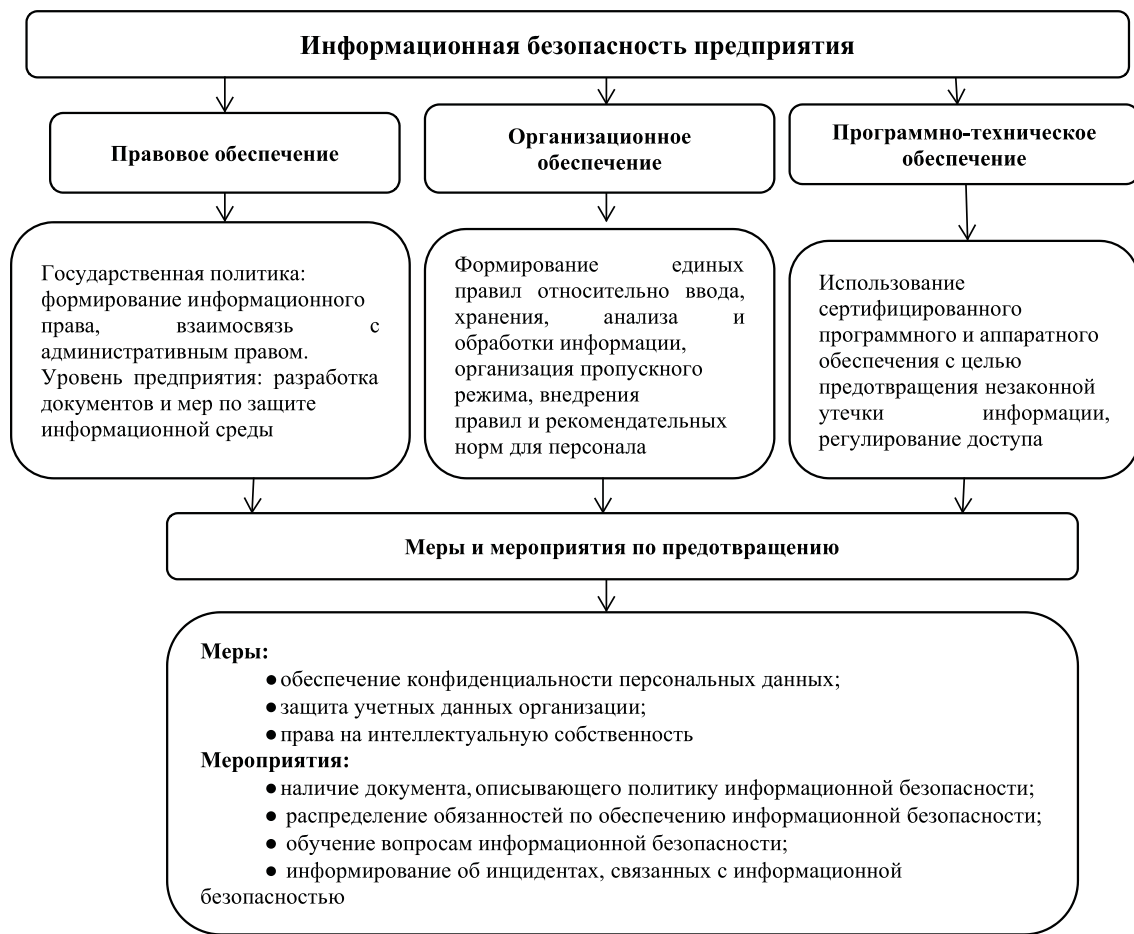 Информационная безопасность предприятия
Правовое обеспечение
Организационное
обеспечение
Программно-техническое
обеспечение
Государственная политика:
формирование информационного
права, взаимосвязь с
административным правом.
Уровень предприятия: разработка
документов и мер по защите
информационной среды
Формирование единых
правил относительно ввода,
хранения, анализа и
обработки информации,
организация пропускного
режима, внедрения
правил и рекомендательных
норм для персонала
Использование
сертифицированного
программного и аппаратного
обеспечения с целью
предотвращения незаконной
утечки информации,
регулирование доступа
Меры и мероприятия по предотвращению
Меры:
●обеспечение конфиденциальности персональных данных;
●защита учетных данных организации;
●права на интеллектуальную собственность
Мероприятия:
●наличие документа, описывающего политику информационной безопасности;
● распределение обязанностей по обеспечению информационной безопасности;
● обучение вопросам информационной безопасности;
● информирование об инцидентах, связанных с информационной
безопасностью